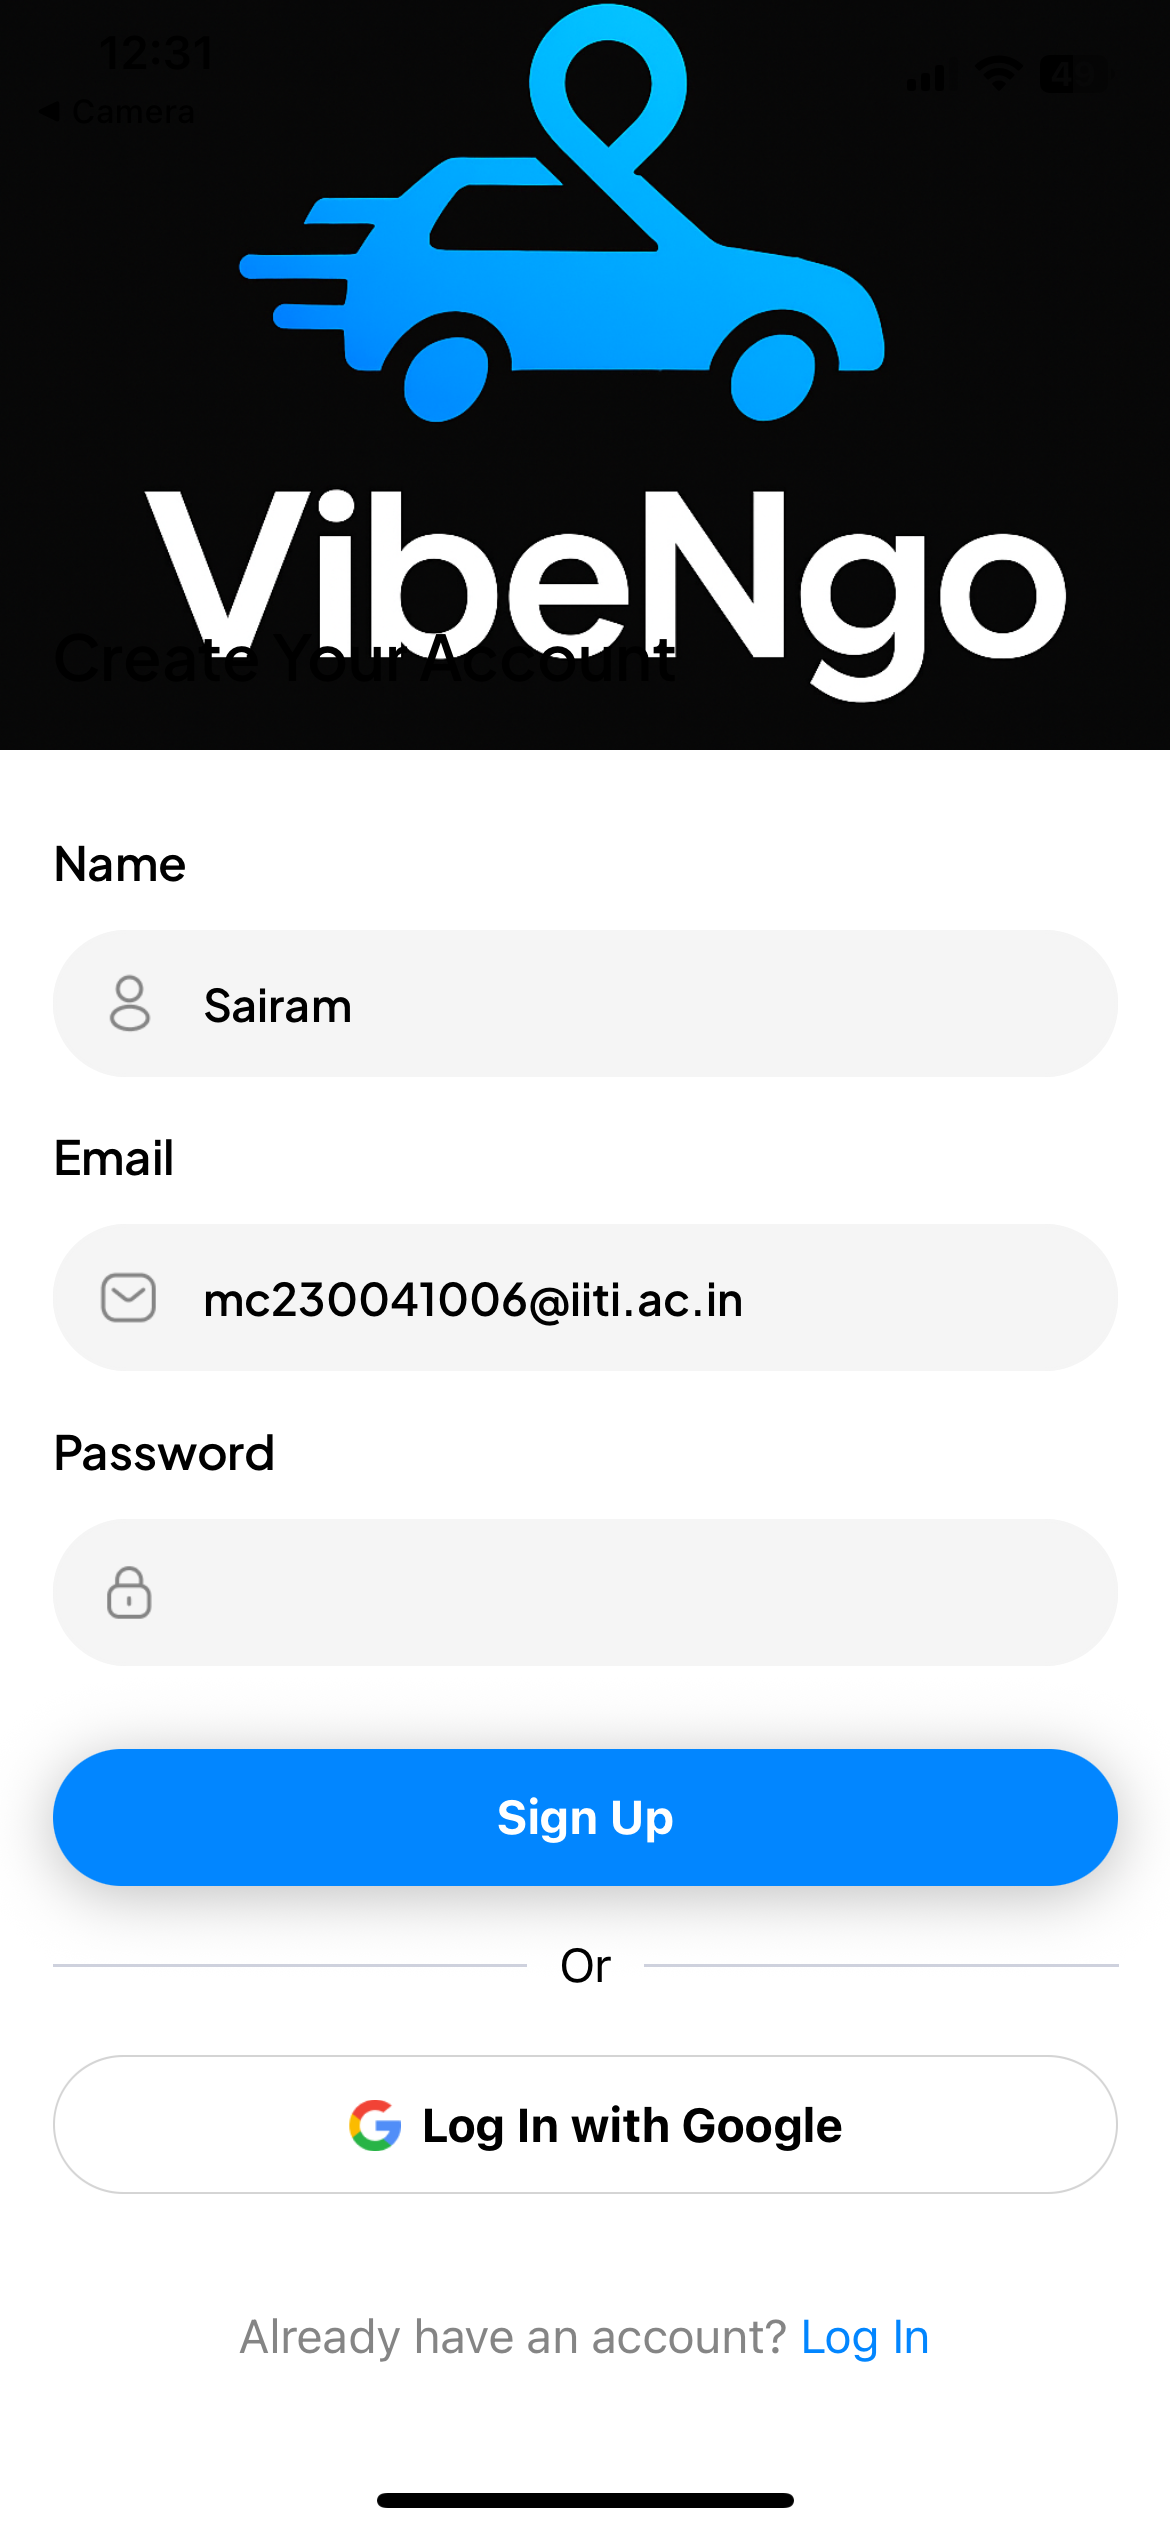 12:31
49
Camera
VibeNgo
Create Your Account
Name
Sairam
Email
mc230041006@iiti.ac.in
Password
Sign Up
Or
Log In with Google
Already have an account? Log In